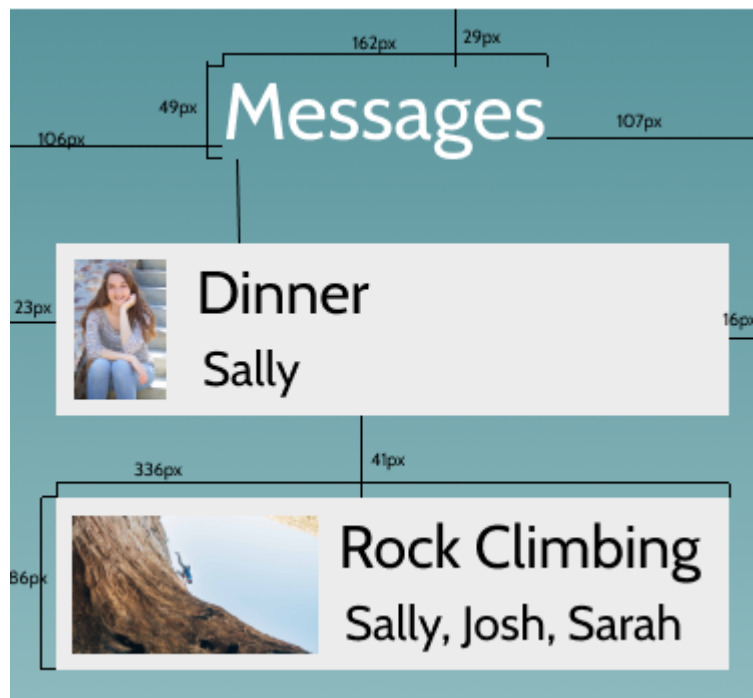 162px
29px
49px
Messages
107px
106px
Dinner
23px
16px
Sally
336px
41px
Rock Climbing
86px
Sally, Josh, Sarah